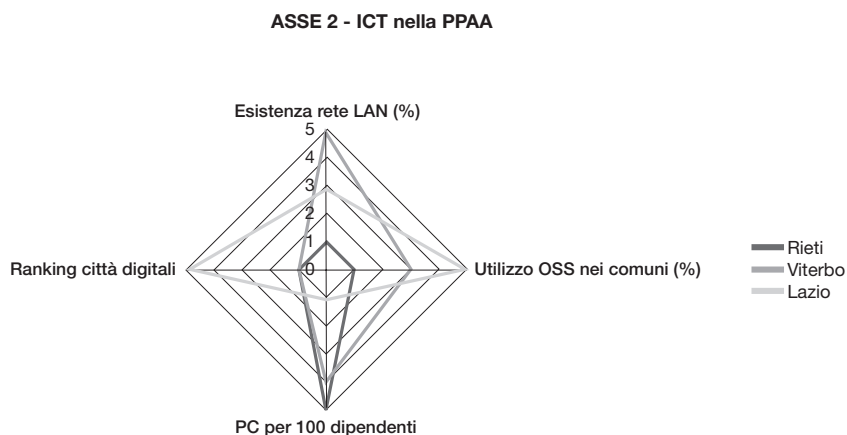 ASSE 2 - ICT nella PPAA
Esistenza rete LAN (%)
5
4
3
2
1
0
Ranking città digitali
Utilizzo OSS nei comuni (%)
PC per 100 dipendenti
Rieti
Viterbo
Lazio